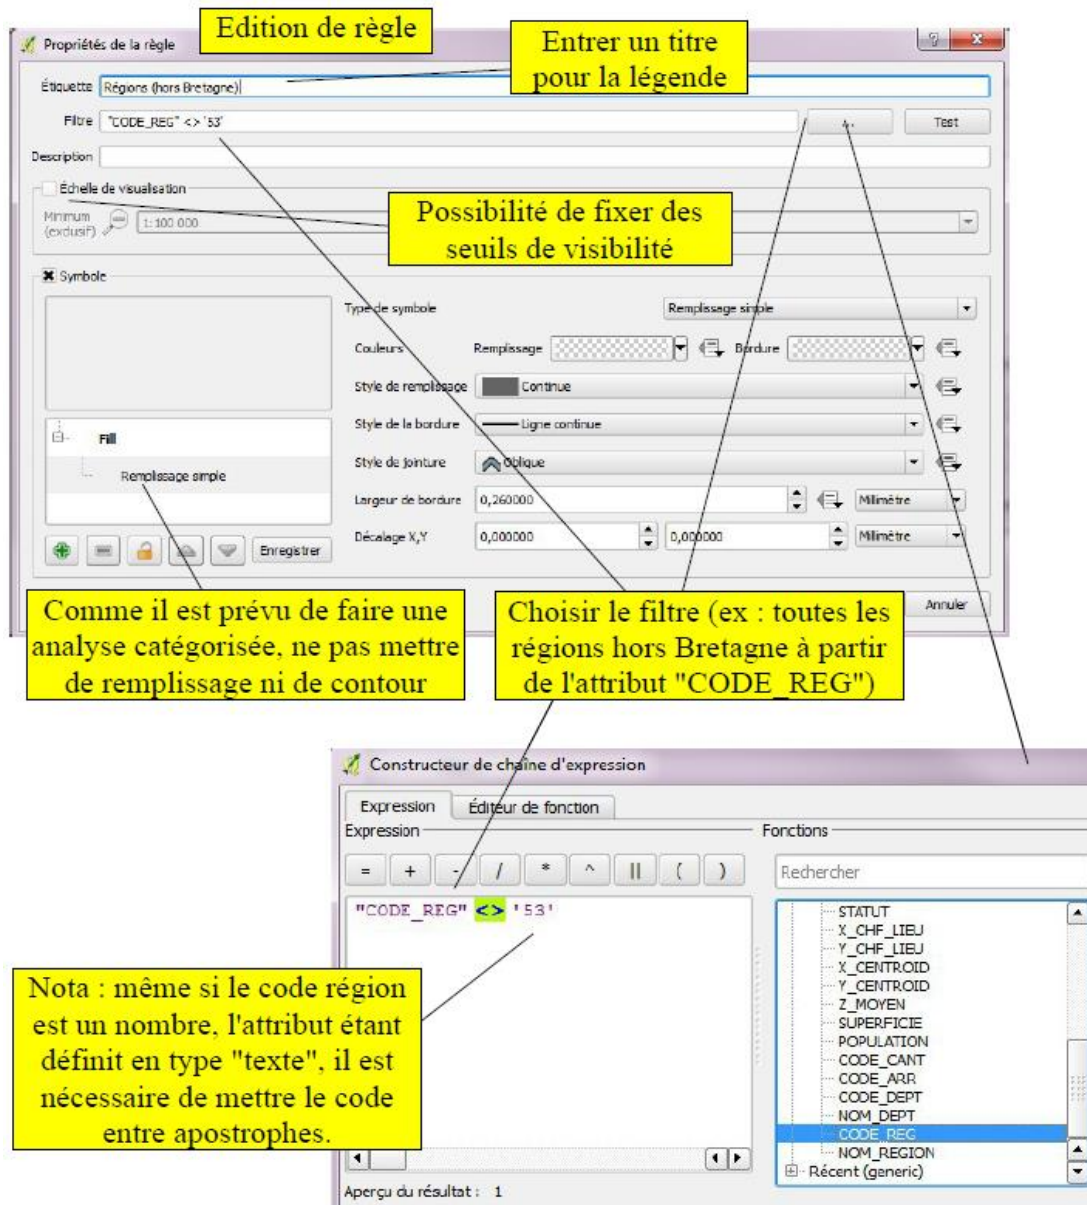 Edition de règle
Propriétés de la règle
Entrer un titre
pour la légende
Étiquette Régions (hors Bretagne)
Filtre "CODE_REG" <> '53' ... Test
Description
Échelle de visualisation
Possibilité de fixer des
seuils de visibilité
Minimum
(exclusif) 1:100 000
Symbole
Type de symbole Remplissage simple
Couleurs Remplissage Bordure
Style de remplissage Continue
Style de la bordure Ligne continue
Fill
Style de jointure Oblique
Remplissage simple
Largeur de bordure 0,260000 Milimètre
Décalage X,Y 0,000000 0,000000 Milimètre
Enregistrer
Annuler
Comme il est prévu de faire une
analyse catégorisée, ne pas mettre
de remplissage ni de contour
Choisir le filtre (ex : toutes les
régions hors Bretagne à partir
de l'attribut "CODE_REG")
Constructeur de chaîne d'expression
Expression Éditeur de fonction
Expression
Fonctions
= + - / * ^ || ( )
Rechercher
"CODE_REG" <> '53'
STATUT
X_CHF_LIEU
Y_CHF_LIEU
X_CENTROID
Y_CENTROID
Z_MOYEN
SUPERFICIE
POPULATION
CODE_CANT
CODE_ARR
CODE_DEPT
NOM_DEPT
CODE_REG
NOM_REGION
Récent (generic)
Nota : même si le code région
est un nombre, l'attribut étant
définit en type "texte", il est
nécessaire de mettre le code
entre apostrophes.
Aperçu du résultat : 1